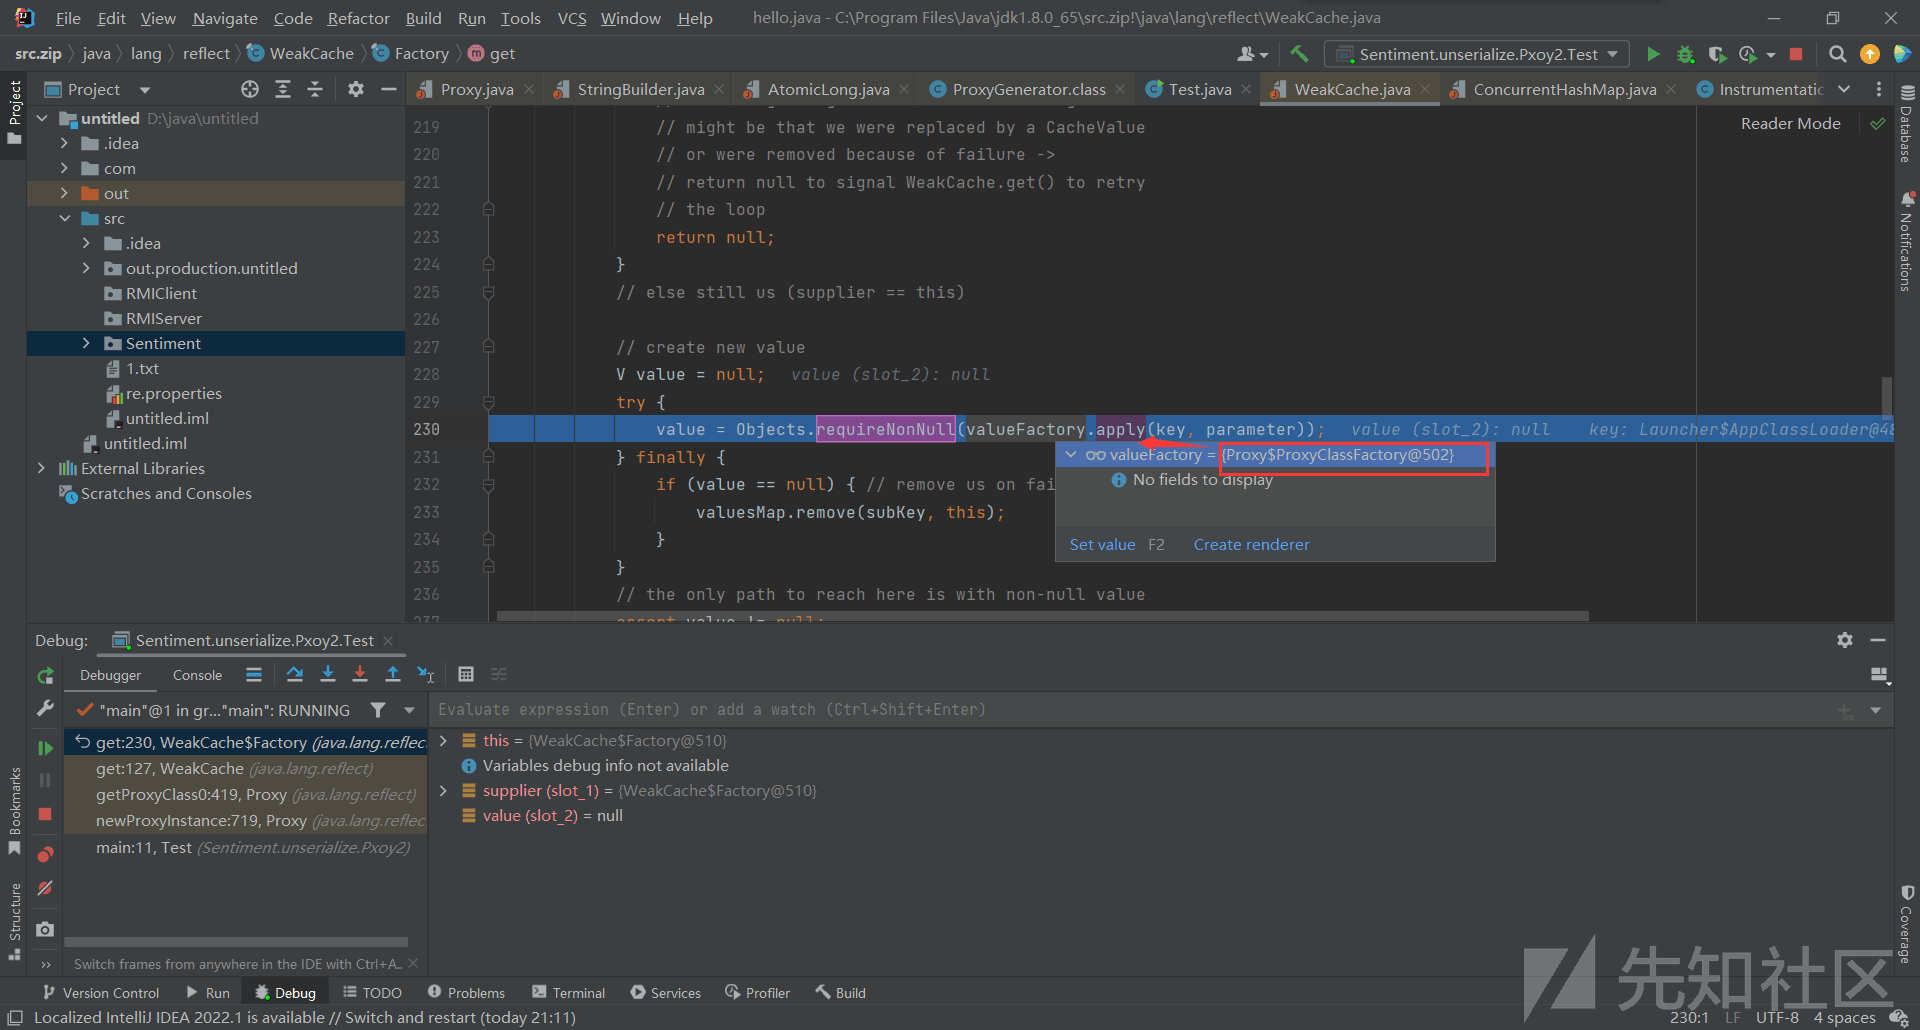 File Edit View Navigate Code Refactor Build Run Tools VCS Window Help hello.java - C:\Program Files\Java\jdk1.8.0_65\src.zip!\java\lang\reflect\WeakCache.java
src.zip java lang reflect WeakCache Factory get Sentiment.unserialize.Pxoy2.Test
Project Proxy.java StringBuilder.java AtomicLong.java ProxyGenerator.class Test.java WeakCache.java ConcurrentHashMap.java Instrumentatic
Project
Database
Notifications
Reader Mode
untitled D:\java\untitled
.idea
com
out
src
.idea
out.production.untitled
RMIClient
RMIServer
Sentiment
1.txt
re.properties
untitled.iml
untitled.iml
External Libraries
Scratches and Consoles
219 // might be that we were replaced by a CacheValue
220 // or were removed because of failure ->
221 // return null to signal WeakCache.get() to retry
222 // the loop
223 return null;
224 }
225 // else still us (supplier == this)
226
227 // create new value
228 V value = null; value (slot_2): null
229 try {
230 value = Objects.requireNonNull(valueFactory.apply(key, parameter)); value (slot_2): null key: Launcher$AppClassLoader@48
231 } finally {
232 if (value == null) { // remove us on fai
233 valuesMap.remove(subKey, this);
234 }
235 }
236 // the only path to reach here is with non-null value
237 assert value != null;
valueFactory = {Proxy$ProxyClassFactory@502}
No fields to display
Set value F2 Create renderer
Debug: Sentiment.unserialize.Pxoy2.Test
Debugger Console
"main"@1 in gr..."main": RUNNING
Evaluate expression (Enter) or add a watch (Ctrl+Shift+Enter)
get:230, WeakCache$Factory (java.lang.reflec
get:127, WeakCache (java.lang.reflect)
getProxyClass0:419, Proxy (java.lang.reflect)
newProxyInstance:719, Proxy (java.lang.reflec
main:11, Test (Sentiment.unserialize.Pxoy2)
this = {WeakCache$Factory@510}
Variables debug info not available
supplier (slot_1) = {WeakCache$Factory@510}
value (slot_2) = null
Bookmarks
Structure
Coverage
Switch frames from anywhere in the IDE with Ctrl+A..
Version Control Run Debug TODO Problems Terminal Services Profiler Build
Localized IntelliJ IDEA 2022.1 is available // Switch and restart (today 21:11)
230:1 LF UTF-8 4 spaces
先知社区